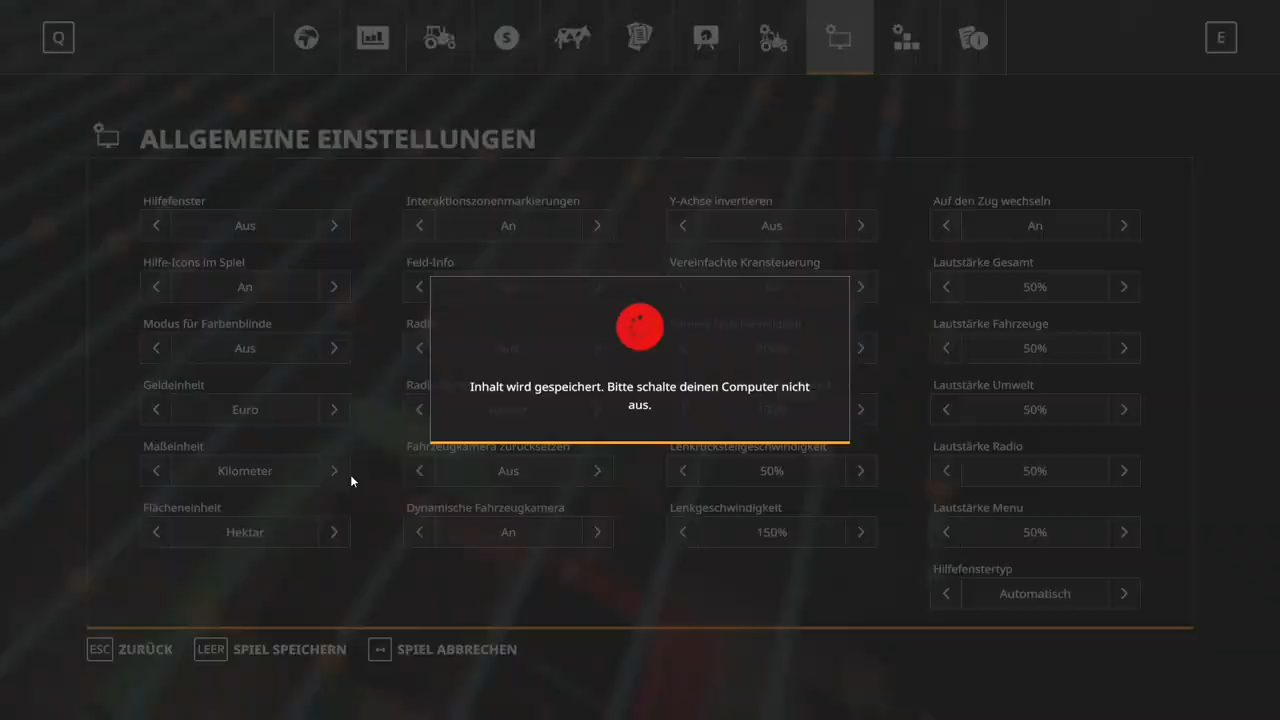 Q
E
ALLGEMEINE EINSTELLUNGEN
Hilfefenster
Aus
Interaktionszonenmarkierungen
An
Y-Achse invertieren
Aus
Auf den Zug wechseln
An
Hilfe-Icons im Spiel
An
Feld-Info
Vereinfachte Kransteuerung
Lautstärke Gesamt
50%
Modus für Farbenblinde
Aus
Lautstärke Fahrzeuge
50%
Inhalt wird gespeichert. Bitte schalte deinen Computer nicht
aus.
Geldeinheit
Euro
Lautstärke Umwelt
50%
Maßeinheit
Kilometer
Fahrzeugkamera zurücksetzen
Aus
Lenkrückstellgeschwindigkeit
50%
Lautstärke Radio
50%
Flächeneinheit
Hektar
Dynamische Fahrzeugkamera
An
Lenkgeschwindigkeit
150%
Lautstärke Menu
50%
Hilfefenstertyp
Automatisch
ESC ZURÜCK LEER SPIEL SPEICHERN SPIEL ABBRECHEN